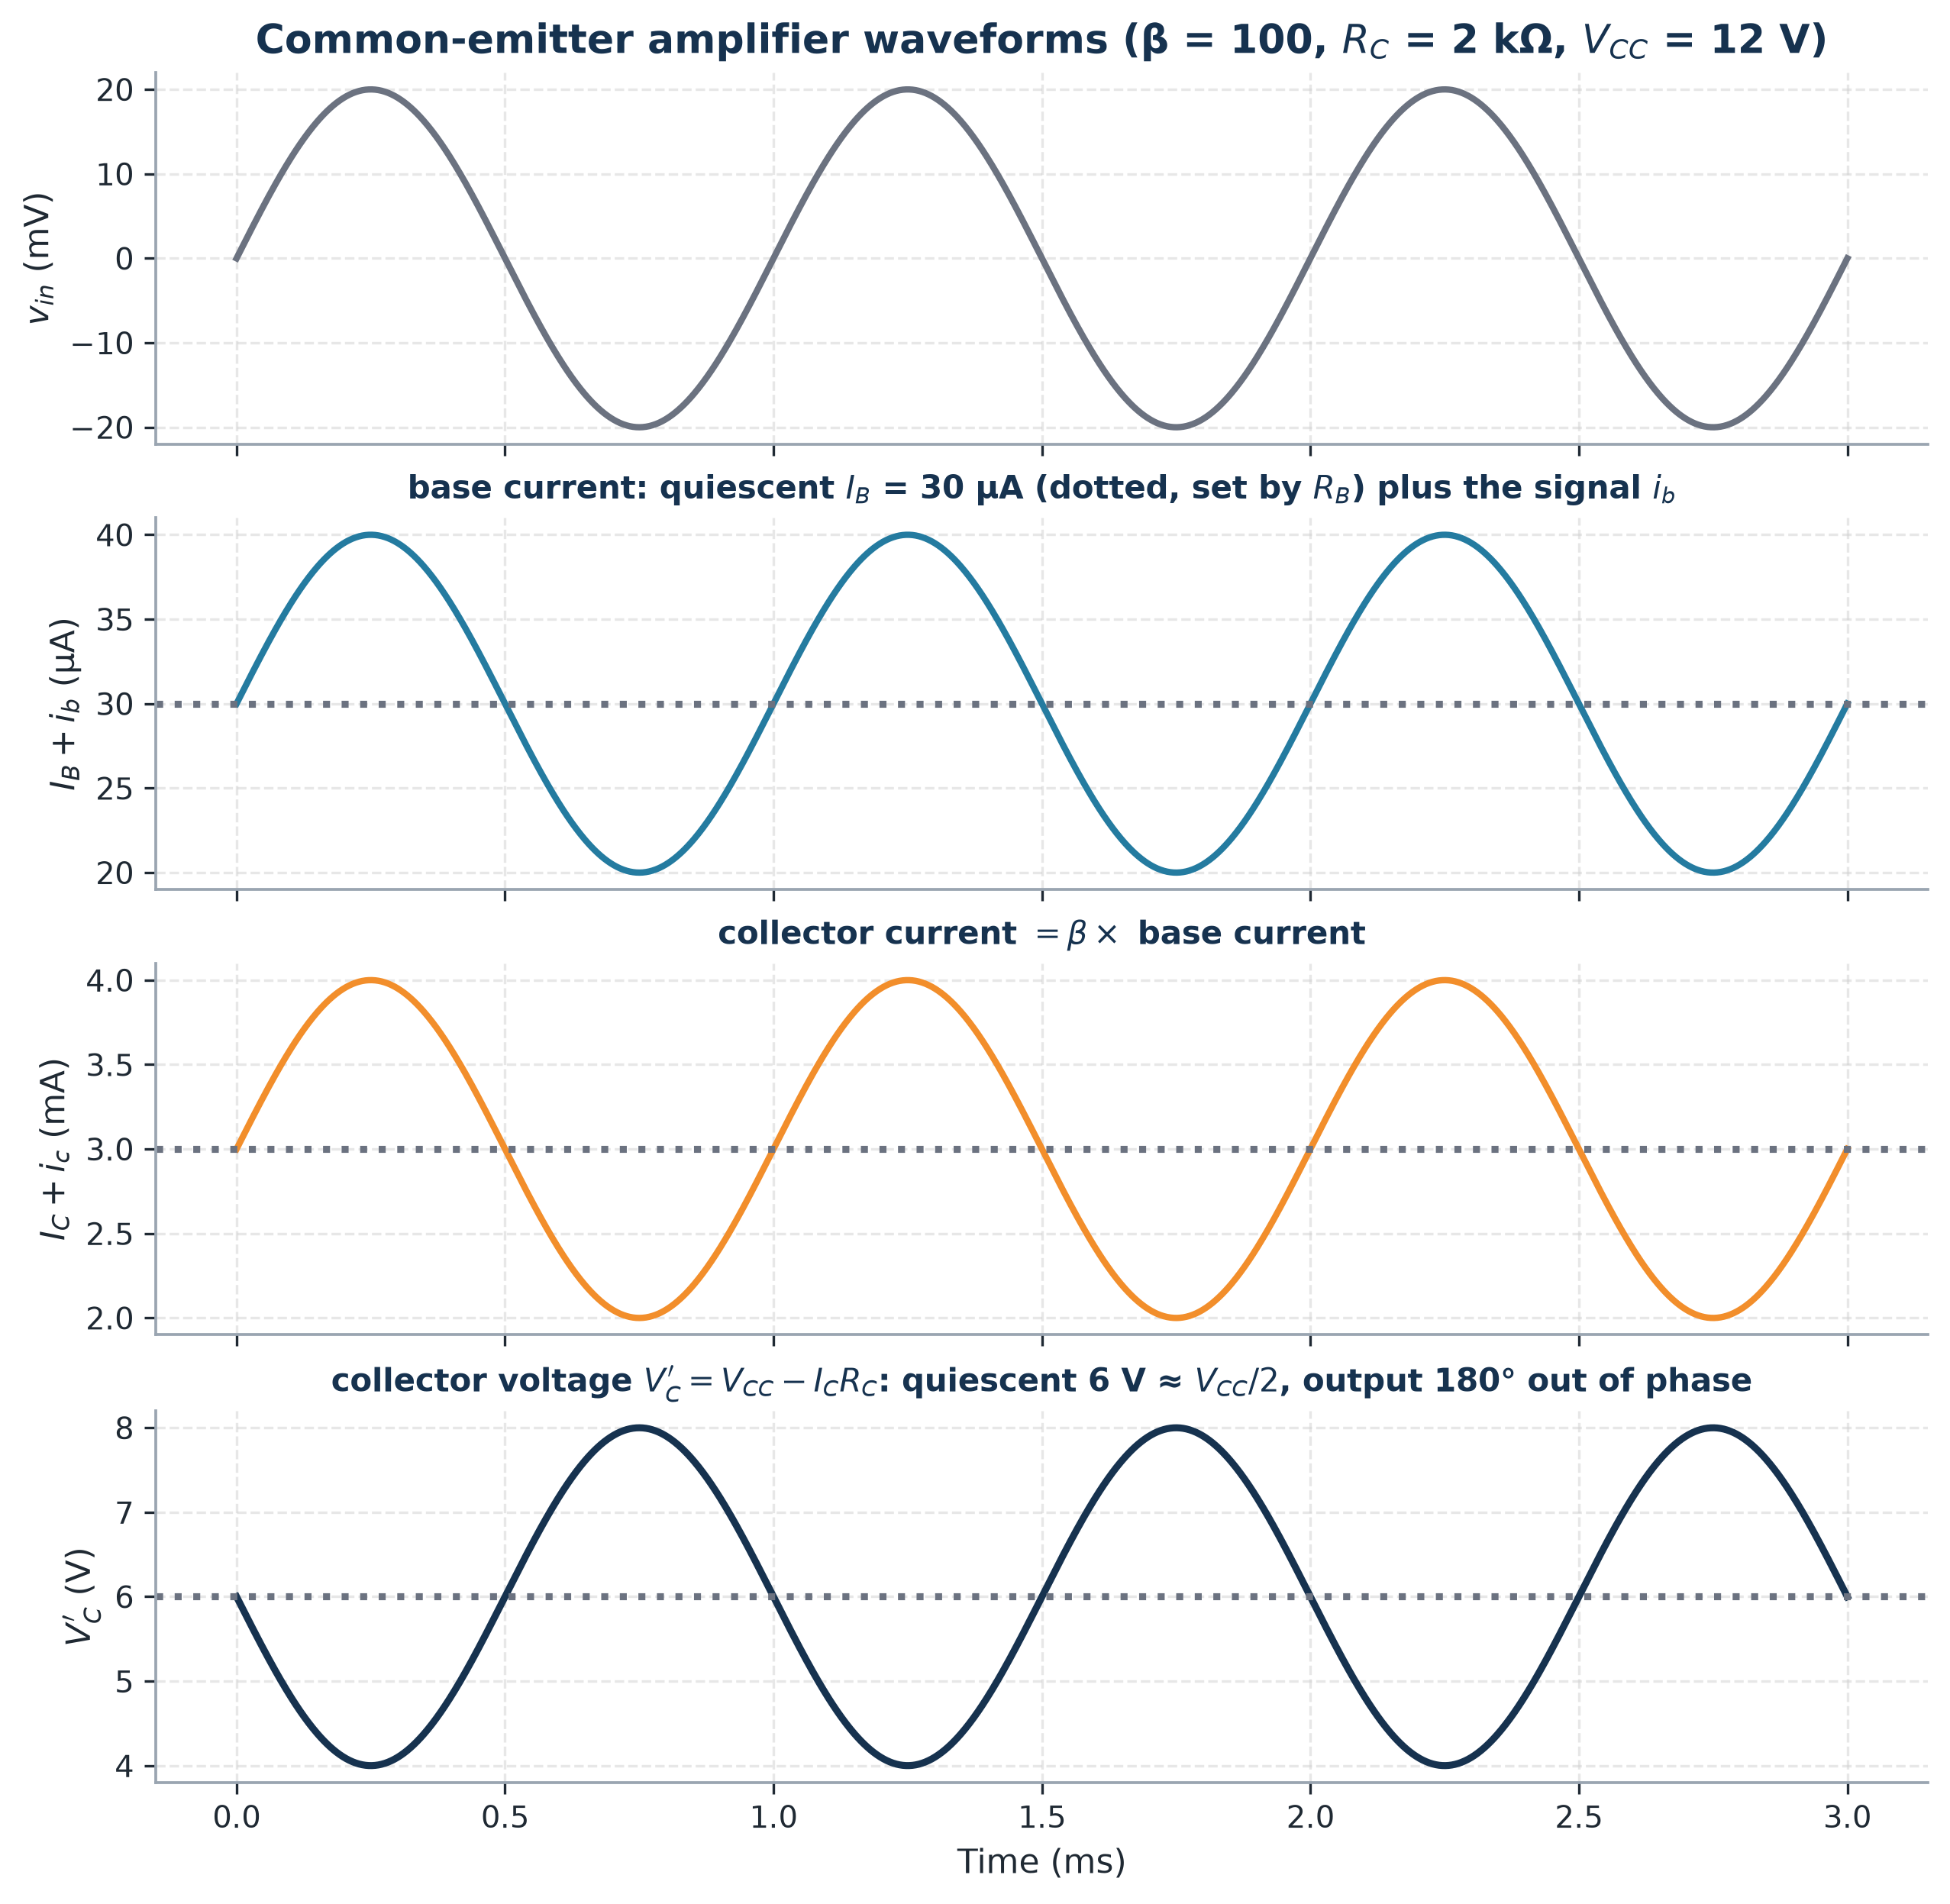 Common-emitter amplifier waveforms (β = 100, R_C = 2 kΩ, V_CC = 12 V)
20
10
0
−10
−20
v_in (mV)
base current: quiescent I_B = 30 µA (dotted, set by R_B) plus the signal i_b
40
35
30
25
20
I_B + i_b (µA)
collector current = β × base current
4.0
3.5
3.0
2.5
2.0
I_C + i_c (mA)
collector voltage V′_C = V_CC − I_C R_C: quiescent 6 V ≈ V_CC/2, output 180° out of phase
8
7
6
5
4
V′_C (V)
0.0 0.5 1.0 1.5 2.0 2.5 3.0
Time (ms)